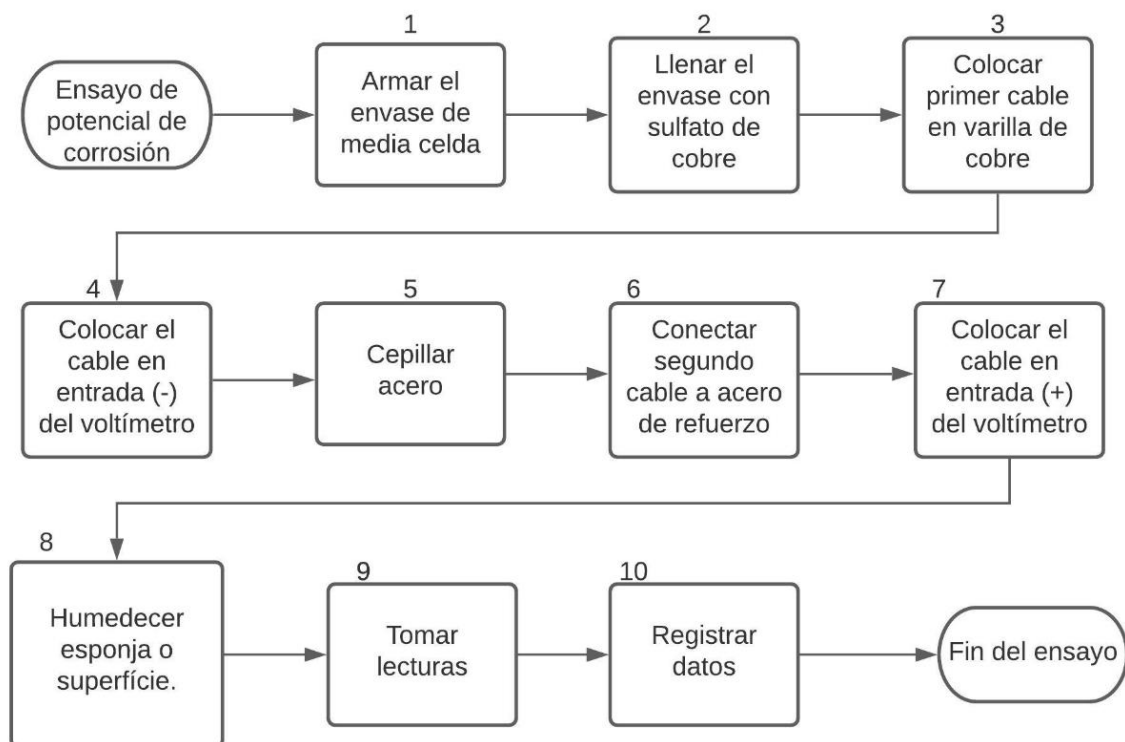 1
2
3
Ensayo de
potencial de
corrosión
Armar el
envase de
media celda
Llenar el
envase con
sulfato de
cobre
Colocar
primer cable
en varilla de
cobre
4
5
6
7
Colocar el
cable en
entrada (-)
del voltímetro
Cepillar
acero
Conectar
segundo
cable a acero
de refuerzo
Colocar el
cable en
entrada (+)
del voltímetro
8
9
10
Humedecer
esponja o
superfície.
Tomar
lecturas
Registrar
datos
Fin del ensayo